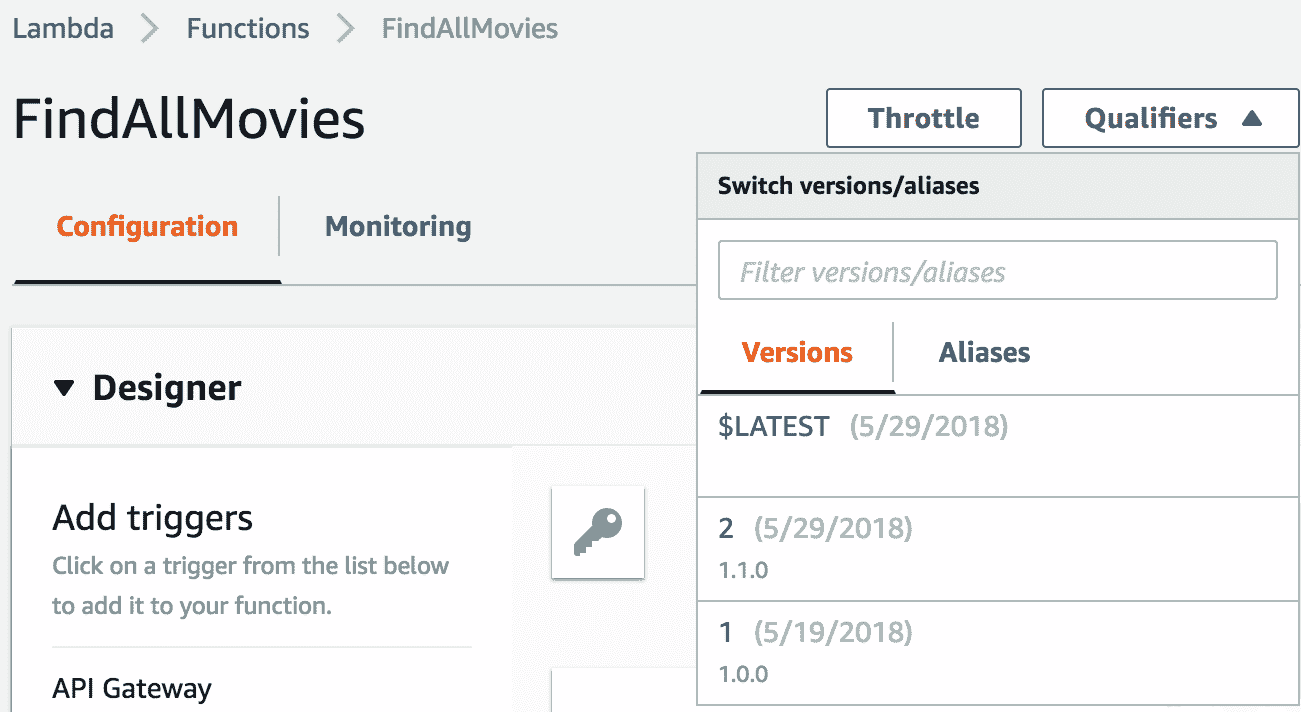 Lambda Functions FindAllMovies
FindAllMovies
Throttle
Qualifiers
Configuration
Monitoring
Switch versions/aliases
Filter versions/aliases
Versions
Aliases
$LATEST (5/29/2018)
2 (5/29/2018)
1.1.0
1 (5/19/2018)
1.0.0
Designer
Add triggers
Click on a trigger from the list below
to add it to your function.
API Gateway